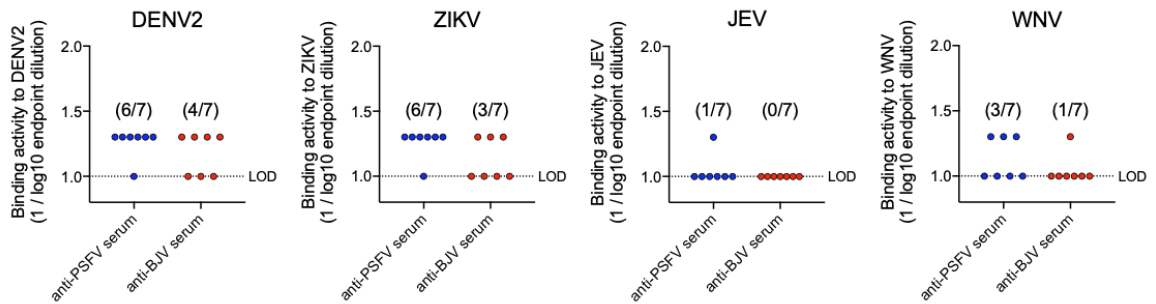 DENV2
Binding activity to DENV2
(1 / log10 endpoint dilution)
2.0
1.5
1.0
(6/7)
(4/7)
LOD
anti-PSFV serum
anti-BJV serum
ZIKV
Binding activity to ZIKV
(1 / log10 endpoint dilution)
2.0
1.5
1.0
(6/7)
(3/7)
LOD
anti-PSFV serum
anti-BJV serum
JEV
Binding activity to JEV
(1 / log10 endpoint dilution)
2.0
1.5
1.0
(1/7)
(0/7)
LOD
anti-PSFV serum
anti-BJV serum
WNV
Binding activity to WNV
(1 / log10 endpoint dilution)
2.0
1.5
1.0
(3/7)
(1/7)
LOD
anti-PSFV serum
anti-BJV serum